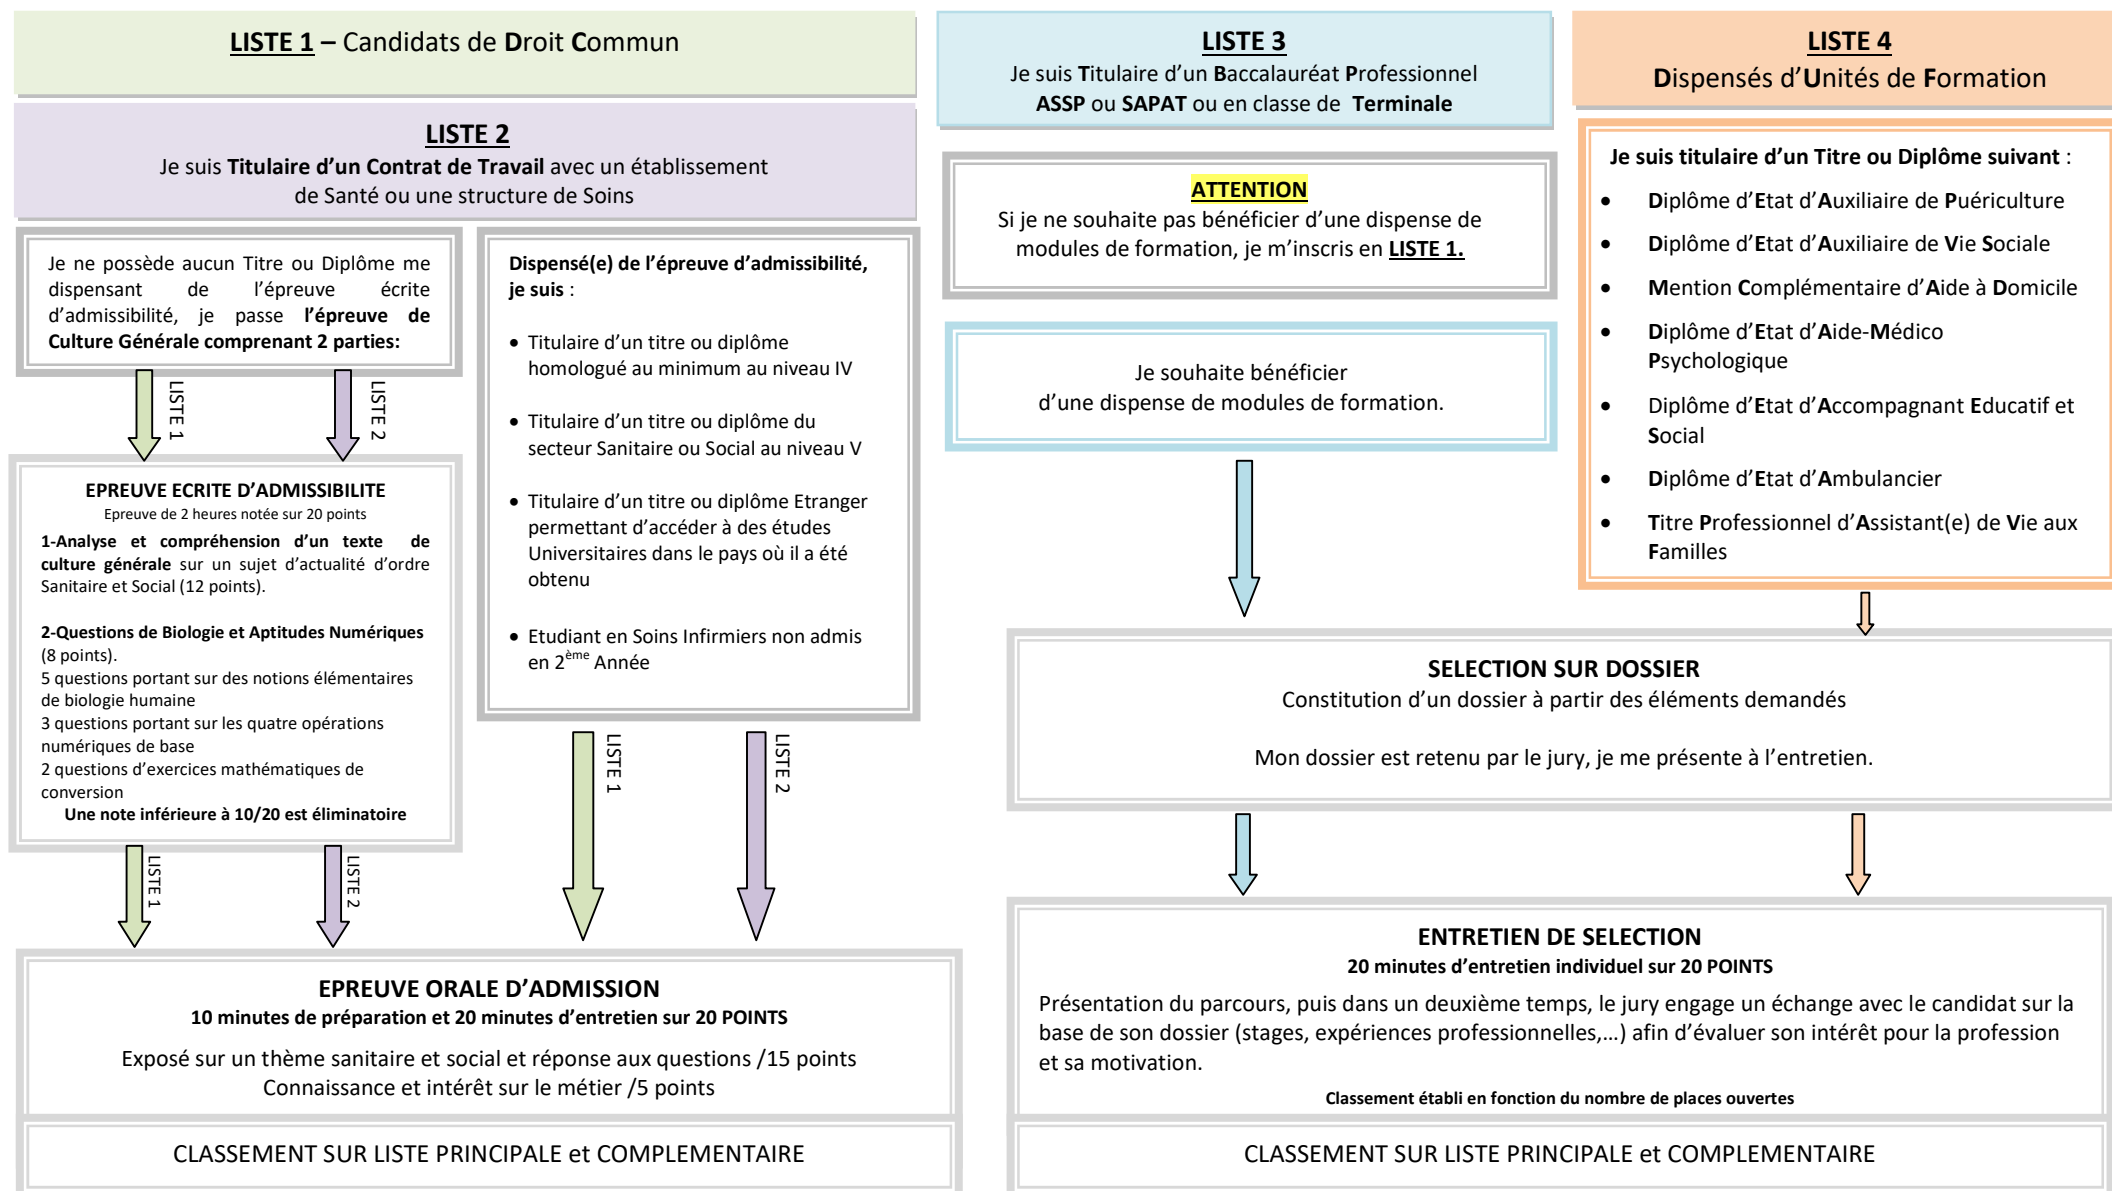 LISTE 1 – Candidats de Droit Commun
LISTE 2
Je suis Titulaire d’un Contrat de Travail avec un établissement
de Santé ou une structure de Soins
Je ne possède aucun Titre ou Diplôme me
dispensant de l’épreuve écrite
d’admissibilité, je passe l’épreuve de
Culture Générale comprenant 2 parties:
LISTE 1
LISTE 2
EPREUVE ECRITE D’ADMISSIBILITE
Epreuve de 2 heures notée sur 20 points
1-Analyse et compréhension d’un texte de
culture générale sur un sujet d’actualité d’ordre
Sanitaire et Social (12 points).
2-Questions de Biologie et Aptitudes Numériques
(8 points).
5 questions portant sur des notions élémentaires
de biologie humaine
3 questions portant sur les quatre opérations
numériques de base
2 questions d’exercices mathématiques de
conversion
Une note inférieure à 10/20 est éliminatoire
LISTE 1
LISTE 2
Dispensé(e) de l’épreuve d’admissibilité,
je suis :
• Titulaire d’un titre ou diplôme
homologué au minimum au niveau IV
• Titulaire d’un titre ou diplôme du
secteur Sanitaire ou Social au niveau V
• Titulaire d’un titre ou diplôme Etranger
permettant d’accéder à des études
Universitaires dans le pays où il a été
obtenu
• Etudiant en Soins Infirmiers non admis
en 2ème Année
LISTE 1
LISTE 2
EPREUVE ORALE D’ADMISSION
10 minutes de préparation et 20 minutes d’entretien sur 20 POINTS
Exposé sur un thème sanitaire et social et réponse aux questions /15 points
Connaissance et intérêt sur le métier /5 points
CLASSEMENT SUR LISTE PRINCIPALE et COMPLEMENTAIRE
LISTE 3
Je suis Titulaire d’un Baccalauréat Professionnel
ASSP ou SAPAT ou en classe de Terminale
ATTENTION
Si je ne souhaite pas bénéficier d’une dispense de
modules de formation, je m’inscris en LISTE 1.
Je souhaite bénéficier
d’une dispense de modules de formation.
LISTE 4
Dispensés d’Unités de Formation
Je suis titulaire d’un Titre ou Diplôme suivant :
• Diplôme d’Etat d’Auxiliaire de Puériculture
• Diplôme d’Etat d’Auxiliaire de Vie Sociale
• Mention Complémentaire d’Aide à Domicile
• Diplôme d’Etat d’Aide-Médico
Psychologique
• Diplôme d’Etat d’Accompagnant Educatif et
Social
• Diplôme d’Etat d’Ambulancier
• Titre Professionnel d’Assistant(e) de Vie aux
Familles
SELECTION SUR DOSSIER
Constitution d’un dossier à partir des éléments demandés
Mon dossier est retenu par le jury, je me présente à l’entretien.
ENTRETIEN DE SELECTION
20 minutes d’entretien individuel sur 20 POINTS
Présentation du parcours, puis dans un deuxième temps, le jury engage un échange avec le candidat sur la
base de son dossier (stages, expériences professionnelles,…) afin d’évaluer son intérêt pour la profession
et sa motivation.
Classement établi en fonction du nombre de places ouvertes
CLASSEMENT SUR LISTE PRINCIPALE et COMPLEMENTAIRE